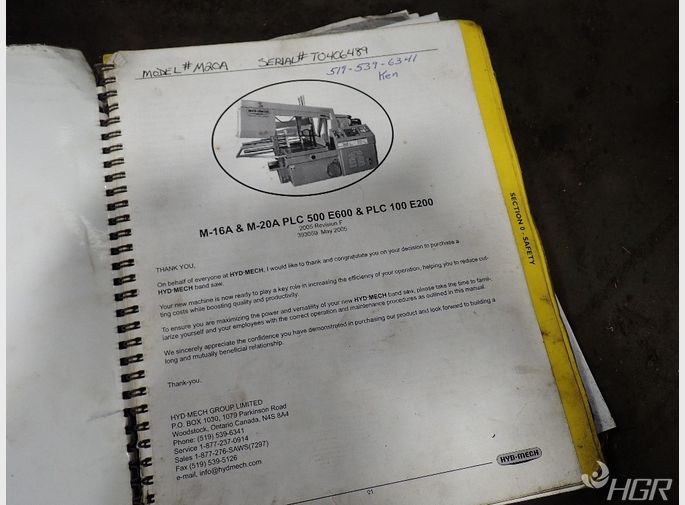 MODEL# M20A SERIAL# T0406489
519-539-6341
Ken
M-16A & M-20A PLC 500 E600 & PLC 100 E200
2005 Revision F
May 2005
THANK YOU,
On behalf of everyone at HYD·MECH, I would like to thank and congratulate you on your decision to purchase a
HYD·MECH band saw.
Your new machine is now ready to play a key role in increasing the efficiency of your operation, helping you to reduce cut-
ting costs while boosting quality and productivity.
To ensure you are maximizing the power and versatility of your new HYD·MECH band saw, please take the time to fami-
liarize yourself and your employees with the correct operation and maintenance procedures as outlined in this manual.
We sincerely appreciate the confidence you have demonstrated in purchasing our product and look forward to building a
long and mutually beneficial relationship.
Thank-you.
HYD·MECH GROUP LIMITED
P.O. BOX 1030, 1079 Parkinson Road
Woodstock, Ontario Canada, N4S 8A4
Phone: (519) 539-6341
Service 1-877-237-0914
Sales 1-877-276-SAWS(7297)
Fax (519) 539-5126
e-mail, info@hydmech.com
HYD·MECH
SECTION 0 - SAFETY
HGR